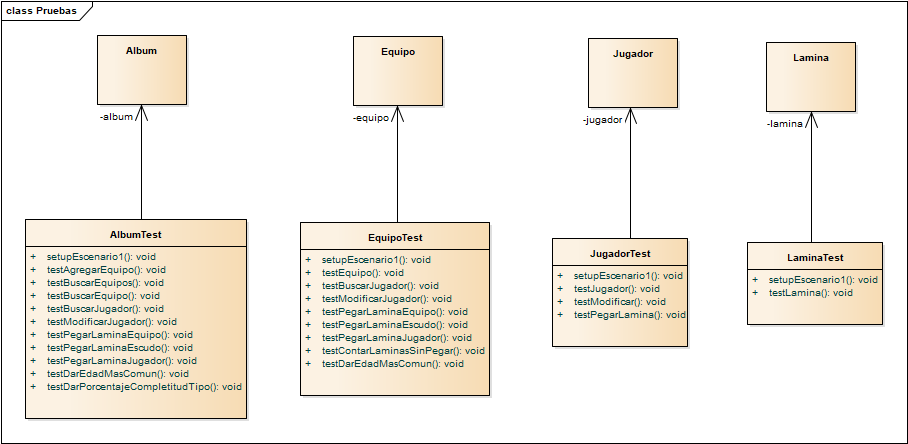 class Pruebas
Album
Equipo
Jugador
Lamina
-album
-equipo
-jugador
-lamina
AlbumTest
+ setupEscenario1(): void
+ testAgregarEquipo(): void
+ testBuscarEquipos(): void
+ testBuscarEquipo(): void
+ testBuscarJugador(): void
+ testModificarJugador(): void
+ testPegarLaminaEquipo(): void
+ testPegarLaminaEscudo(): void
+ testPegarLaminaJugador(): void
+ testDarEdadMasComun(): void
+ testDarPorcentajeCompletitudTipo(): void
EquipoTest
+ setupEscenario1(): void
+ testEquipo(): void
+ testBuscarJugador(): void
+ testModificarJugador(): void
+ testPegarLaminaEquipo(): void
+ testPegarLaminaEscudo(): void
+ testPegarLaminaJugador(): void
+ testContarLaminasSinPegar(): void
+ testDarEdadMasComun(): void
JugadorTest
+ setupEscenario1(): void
+ testJugador(): void
+ testModificar(): void
+ testPegarLamina(): void
LaminaTest
+ setupEscenario1(): void
+ testLamina(): void